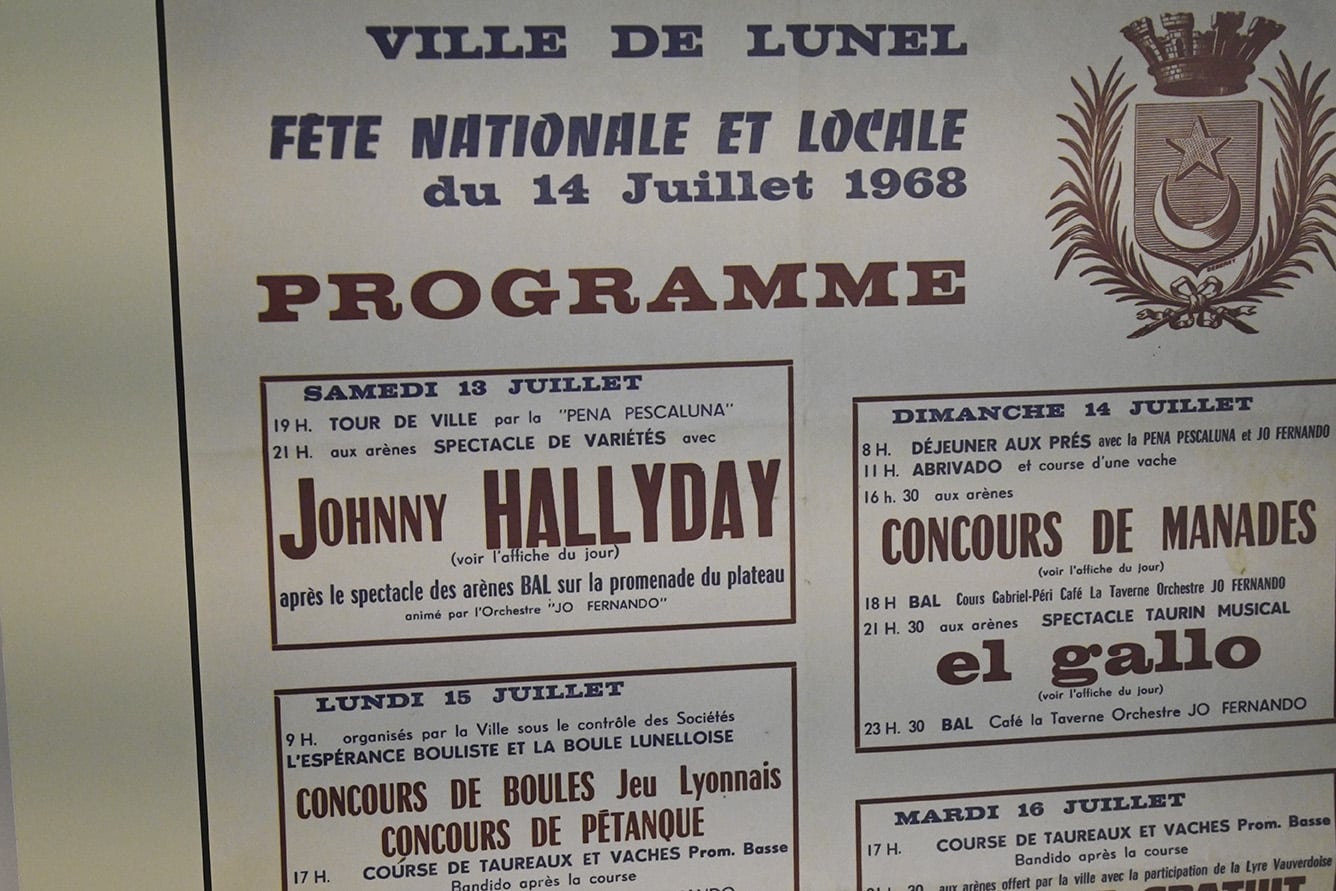 VILLE DE LUNEL
FÊTE NATIONALE ET LOCALE
du 14 Juillet 1968
PROGRAMME
SAMEDI 13 JUILLET
19 H. TOUR DE VILLE par la "PENA PESCALUNA"
21 H. aux arènes SPECTACLE DE VARIÉTÉS avec
JOHNNY HALLYDAY
(voir l'affiche du jour)
après le spectacle des arènes BAL sur la promenade du plateau
animé par l'Orchestre "JO FERNANDO"
DIMANCHE 14 JUILLET
8 H. DÉJEUNER AUX PRÉS avec la PENA PESCALUNA et JO FERNANDO
11 H. ABRIVADO et course d'une vache
16 h. 30 aux arènes
CONCOURS DE MANADES
(voir l'affiche du jour)
18 H BAL Cours Gabriel-Péri Café La Taverne Orchestre JO FERNANDO
21 H. 30 aux arènes SPECTACLE TAURIN MUSICAL
el gallo
(voir l'affiche du jour)
23 H. 30 BAL Café la Taverne Orchestre JO FERNANDO
LUNDI 15 JUILLET
9 H. organisés par la Ville sous le contrôle des Sociétés
L'ESPÉRANCE BOULISTE ET LA BOULE LUNELLOISE
CONCOURS DE BOULES Jeu Lyonnais
CONCOURS DE PÉTANQUE
17 H. COURSE DE TAUREAUX ET VACHES Prom. Basse
Bandido après la course
MARDI 16 JUILLET
17 H. COURSE DE TAUREAUX ET VACHES Prom. Basse
Bandido après la course
30 aux arènes offert par la ville avec la participation de la Lyre Vauverdoise